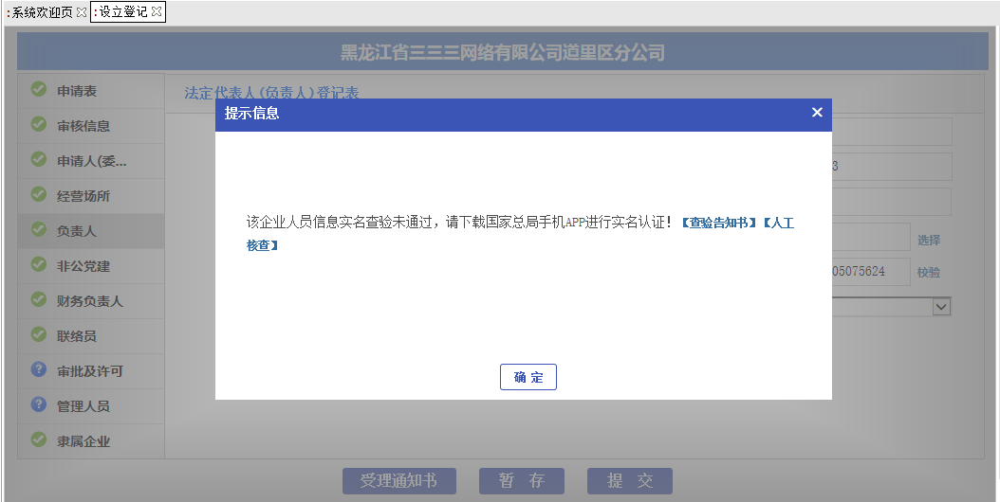 :系统欢迎页
:设立登记
黑龙江省三三三网络有限公司道里区分公司
申请表
审核信息
申请人(委...
经营场所
负责人
非公党建
财务负责人
联络员
审批及许可
管理人员
隶属企业
法定代表人(负责人)登记表
提示信息
该企业人员信息实名查验未通过，请下载国家总局手机APP进行实名认证！【查验告知书】【人工
核查】
确 定
3
选择
05075624
校验
受理通知书
暂 存
提 交